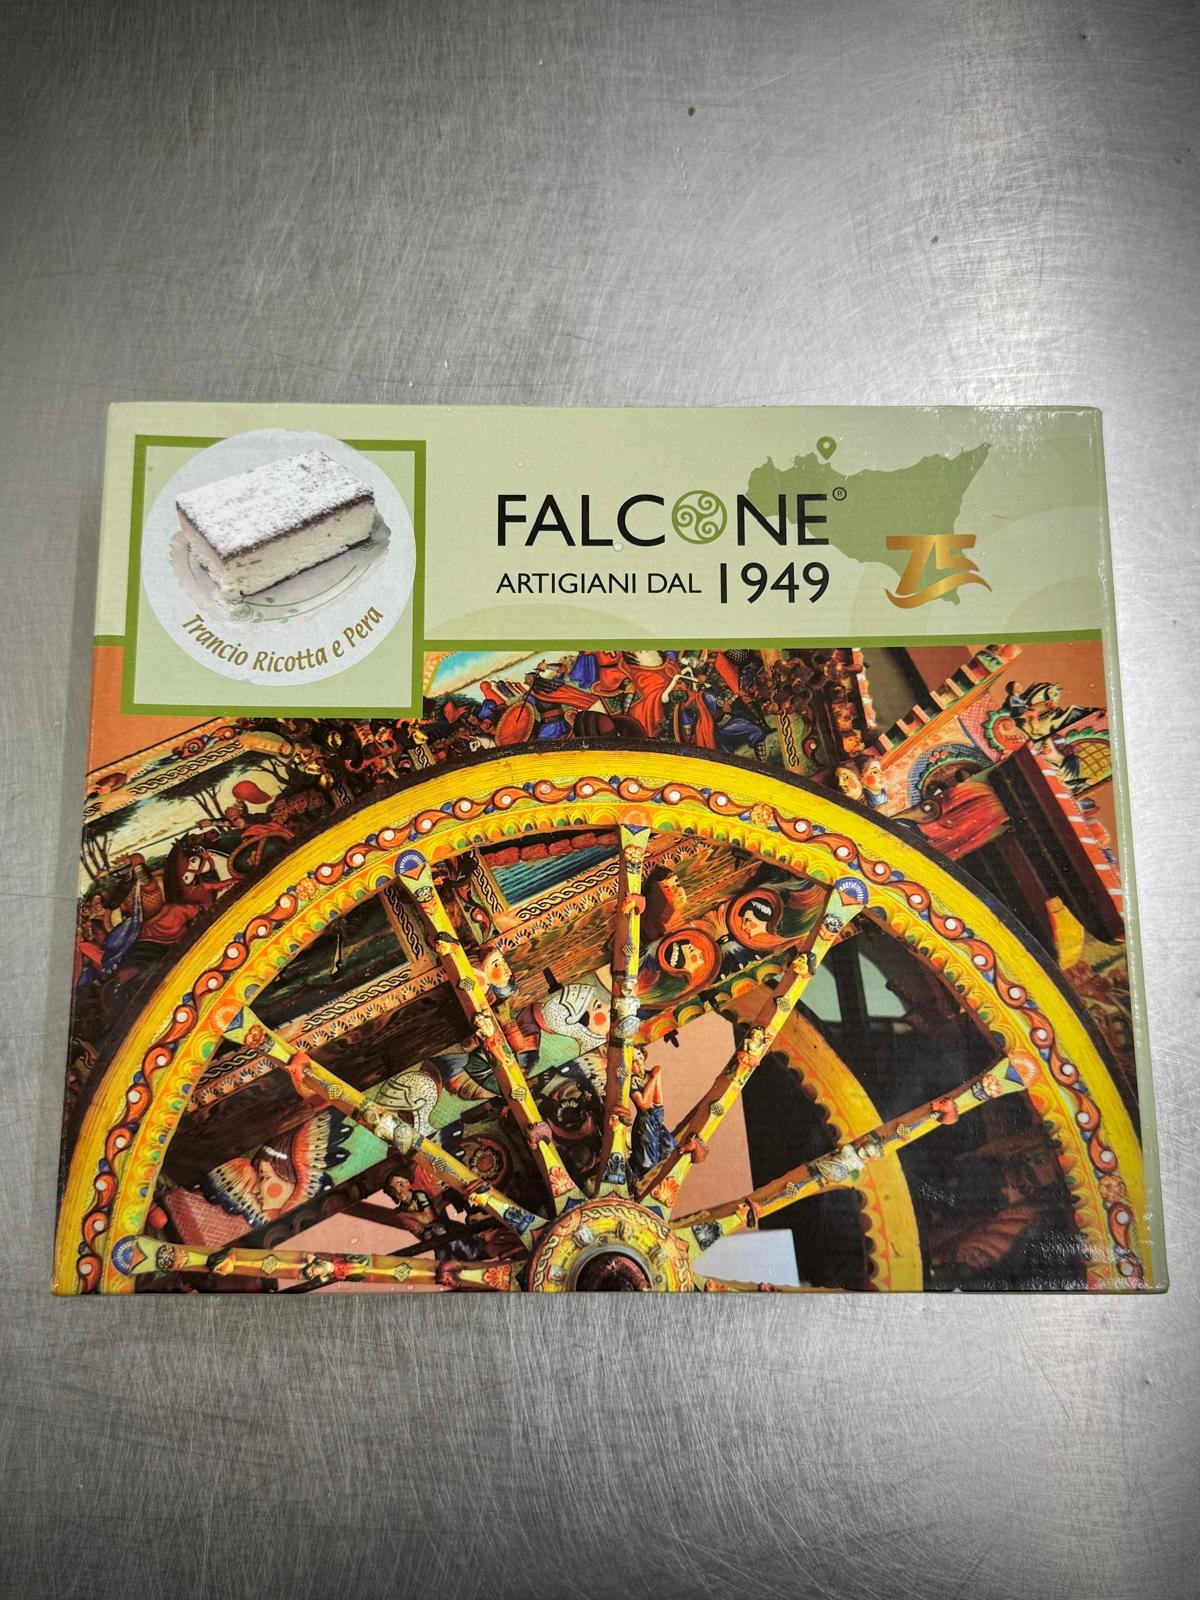 FALCONE®
ARTIGIANI DAL 1949
75
Trancio Ricotta e Pera